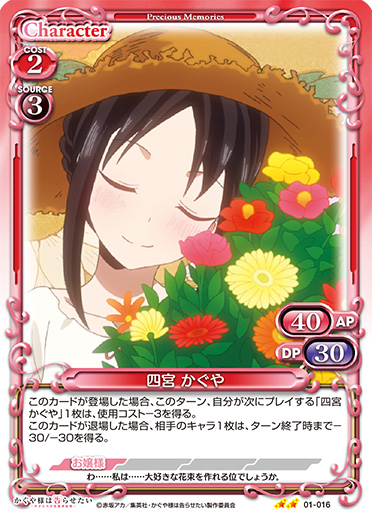 Precious Memories
Character
COST
2
SOURCE
3
40 AP
DP 30
四宮 かぐや
このカードが登場した場合、このターン、自分が次にプレイする「四宮
かぐや」1枚は、使用コスト−3を得る。
このカードが退場した場合、相手のキャラ1枚は、ターン終了時まで−
30/−30を得る。
お嬢様
わ……私は……大好きな花束を作れる位でしょうか。
かぐや様は告らせたい
©赤坂アカ/集英社・かぐや様は告らせたい製作委員会
01-016